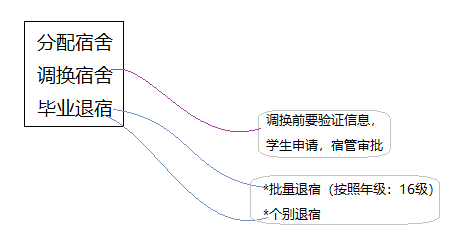 分配宿舍
调换宿舍
毕业退宿
调换前要验证信息，
学生申请，宿管审批
*批量退宿（按照年级：16级）
*个别退宿